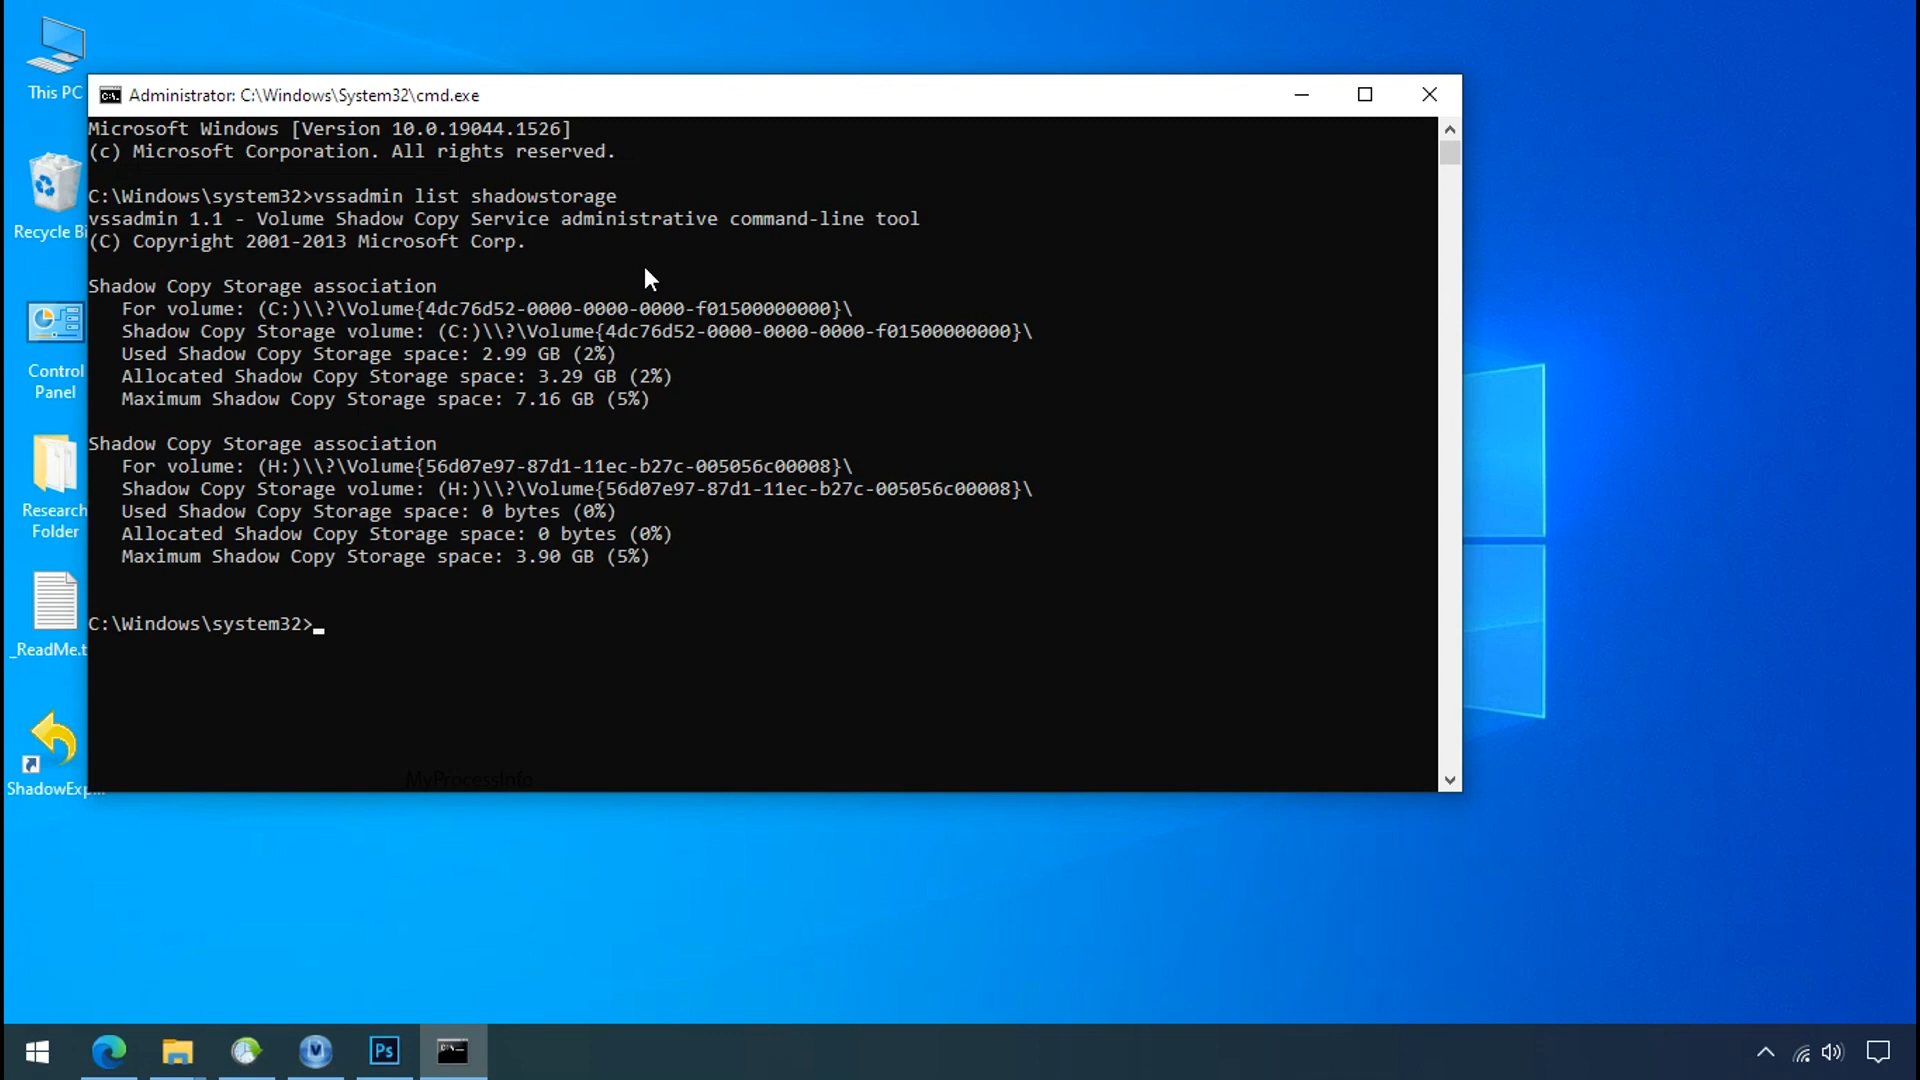 This PC
Administrator: C:\Windows\System32\cmd.exe
Microsoft Windows [Version 10.0.19044.1526]
(c) Microsoft Corporation. All rights reserved.
C:\Windows\system32>vssadmin list shadowstorage
vssadmin 1.1 - Volume Shadow Copy Service administrative command-line tool
(C) Copyright 2001-2013 Microsoft Corp.
Shadow Copy Storage association
For volume: (C:)\\?\Volume{4dc76d52-0000-0000-0000-f01500000000}\
Shadow Copy Storage volume: (C:)\\?\Volume{4dc76d52-0000-0000-0000-f01500000000}\
Used Shadow Copy Storage space: 2.99 GB (2%)
Allocated Shadow Copy Storage space: 3.29 GB (2%)
Maximum Shadow Copy Storage space: 7.16 GB (5%)
Shadow Copy Storage association
For volume: (H:)\\?\Volume{56d07e97-87d1-11ec-b27c-005056c00008}\
Shadow Copy Storage volume: (H:)\\?\Volume{56d07e97-87d1-11ec-b27c-005056c00008}\
Used Shadow Copy Storage space: 0 bytes (0%)
Allocated Shadow Copy Storage space: 0 bytes (0%)
Maximum Shadow Copy Storage space: 3.90 GB (5%)
C:\Windows\system32>
MyProcessInfo
Recycle Bi
Control
Panel
Research
Folder
_ReadMe.t
ShadowExp...
Ps